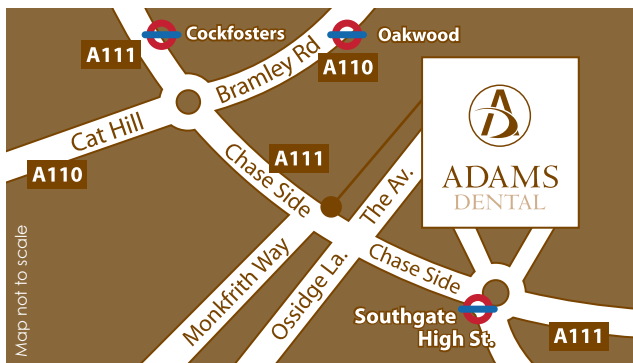 Cockfosters
Oakwood
A111
Bramley Rd
A110
Cat Hill
A110
Chase Side
A111
The Av.
ADAMS
DENTAL
Monkfrith Way
Ossidge La.
Chase Side
Southgate
High St.
A111
Map not to scale